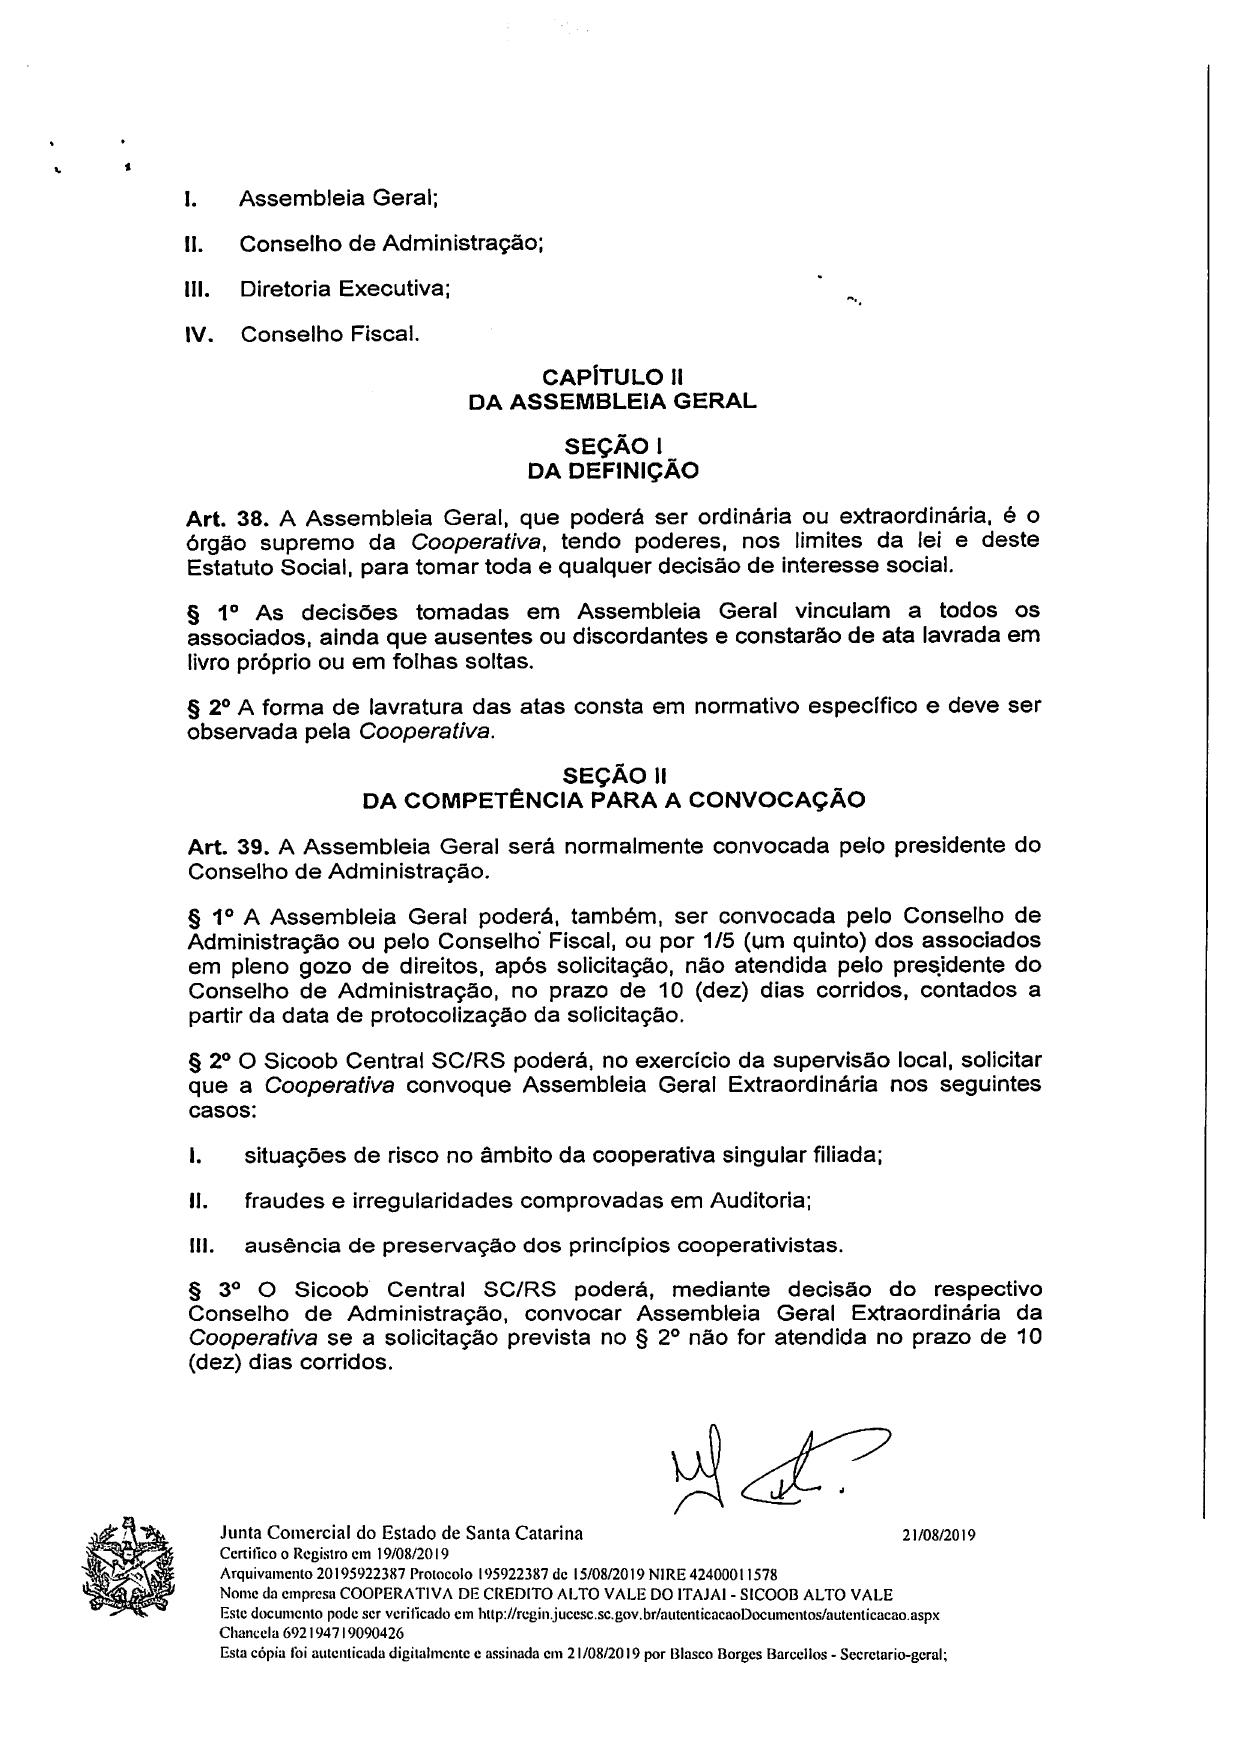 I. Assembleia Geral;
II. Conselho de Administração;
III. Diretoria Executiva;
IV. Conselho Fiscal.
CAPÍTULO II
DA ASSEMBLEIA GERAL
SEÇÃO I
DA DEFINIÇÃO
Art. 38. A Assembleia Geral, que poderá ser ordinária ou extraordinária, é o
órgão supremo da Cooperativa, tendo poderes, nos limites da lei e deste
Estatuto Social, para tomar toda e qualquer decisão de interesse social.
§ 1º As decisões tomadas em Assembleia Geral vinculam a todos os
associados, ainda que ausentes ou discordantes e constarão de ata lavrada em
livro próprio ou em folhas soltas.
§ 2º A forma de lavratura das atas consta em normativo específico e deve ser
observada pela Cooperativa.
SEÇÃO II
DA COMPETÊNCIA PARA A CONVOCAÇÃO
Art. 39. A Assembleia Geral será normalmente convocada pelo presidente do
Conselho de Administração.
§ 1º A Assembleia Geral poderá, também, ser convocada pelo Conselho de
Administração ou pelo Conselho Fiscal, ou por 1/5 (um quinto) dos associados
em pleno gozo de direitos, após solicitação, não atendida pelo presidente do
Conselho de Administração, no prazo de 10 (dez) dias corridos, contados a
partir da data de protocolização da solicitação.
§ 2º O Sicoob Central SC/RS poderá, no exercício da supervisão local, solicitar
que a Cooperativa convoque Assembleia Geral Extraordinária nos seguintes
casos:
I. situações de risco no âmbito da cooperativa singular filiada;
II. fraudes e irregularidades comprovadas em Auditoria;
III. ausência de preservação dos princípios cooperativistas.
§ 3º O Sicoob Central SC/RS poderá, mediante decisão do respectivo
Conselho de Administração, convocar Assembleia Geral Extraordinária da
Cooperativa se a solicitação prevista no § 2º não for atendida no prazo de 10
(dez) dias corridos.
Junta Comercial do Estado de Santa Catarina 21/08/2019
Certifico o Registro em 19/08/2019
Arquivamento 20195922387 Protocolo 195922387 de 15/08/2019 NIRE 42400011578
Nome da empresa COOPERATIVA DE CREDITO ALTO VALE DO ITAJAI - SICOOB ALTO VALE
Este documento pode ser verificado em http://regin.jucesc.sc.gov.br/autenticacaoDocumentos/autenticacao.aspx
Chancela 692194719090426
Esta cópia foi autenticada digitalmente e assinada em 21/08/2019 por Blasco Borges Barcellos - Secretario-geral;